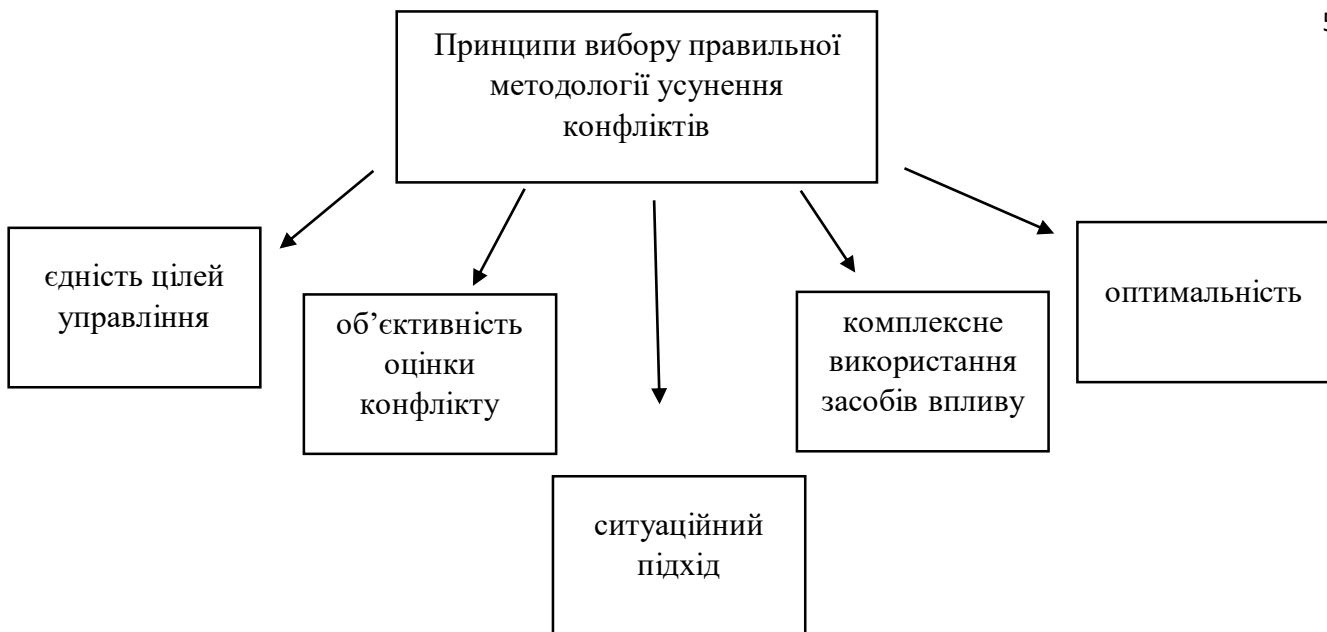 Принципи вибору правильної
методології усунення
конфліктів
єдність цілей
управління
об’єктивність
оцінки
конфлікту
ситуаційний
підхід
комплексне
використання
засобів впливу
оптимальність